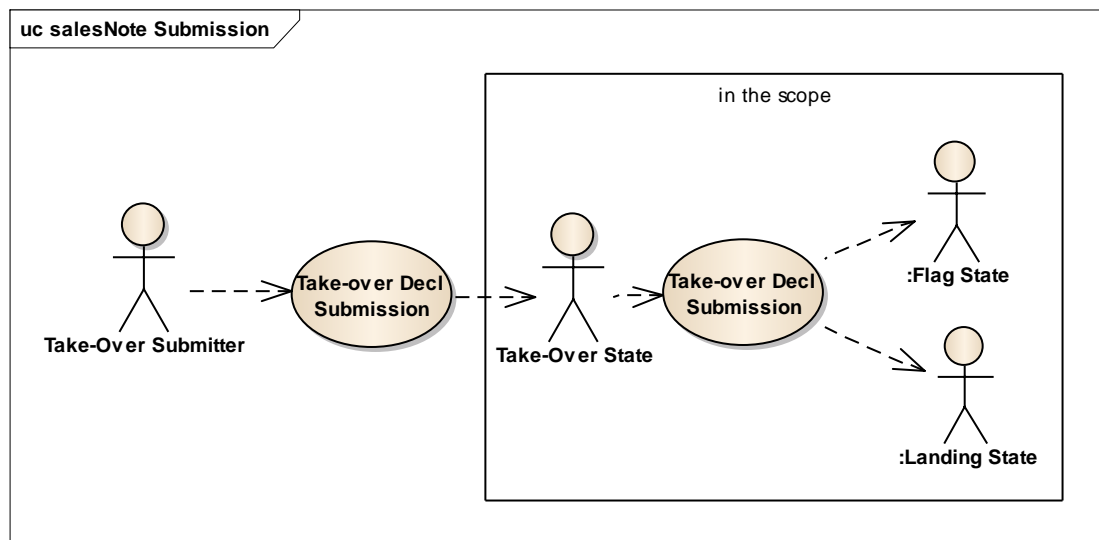 uc salesNote Submission
in the scope
Take-Over Submitter
Take-over Decl
Submission
Take-Over State
Take-over Decl
Submission
:Flag State
:Landing State